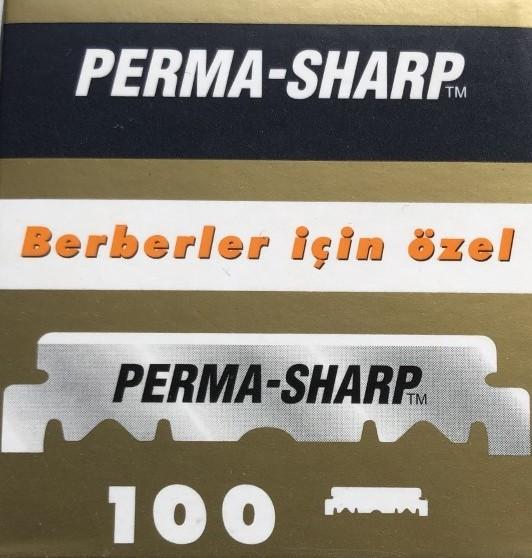 PERMA-SHARP™
Berberler için özel
PERMA-SHARP™
100